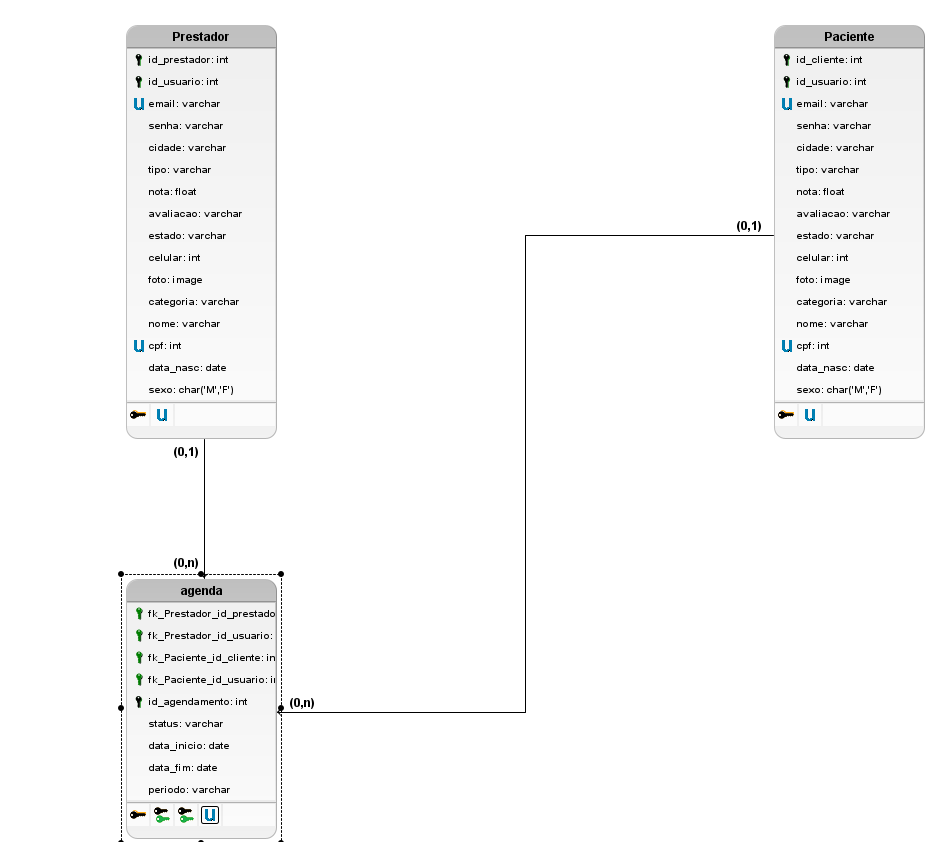 Prestador
id_prestador: int
id_usuario: int
U email: varchar
senha: varchar
cidade: varchar
tipo: varchar
nota: float
avaliacao: varchar
estado: varchar
celular: int
foto: image
categoria: varchar
nome: varchar
U cpf: int
data_nasc: date
sexo: char('M','F')
U
Paciente
id_cliente: int
id_usuario: int
U email: varchar
senha: varchar
cidade: varchar
tipo: varchar
nota: float
avaliacao: varchar
estado: varchar
celular: int
foto: image
categoria: varchar
nome: varchar
U cpf: int
data_nasc: date
sexo: char('M','F')
U
(0,1)
(0,1)
(0,n)
(0,n)
agenda
fk_Prestador_id_prestado
fk_Prestador_id_usuario:
fk_Paciente_id_cliente: in
fk_Paciente_id_usuario: i
id_agendamento: int
status: varchar
data_inicio: date
data_fim: date
periodo: varchar
U